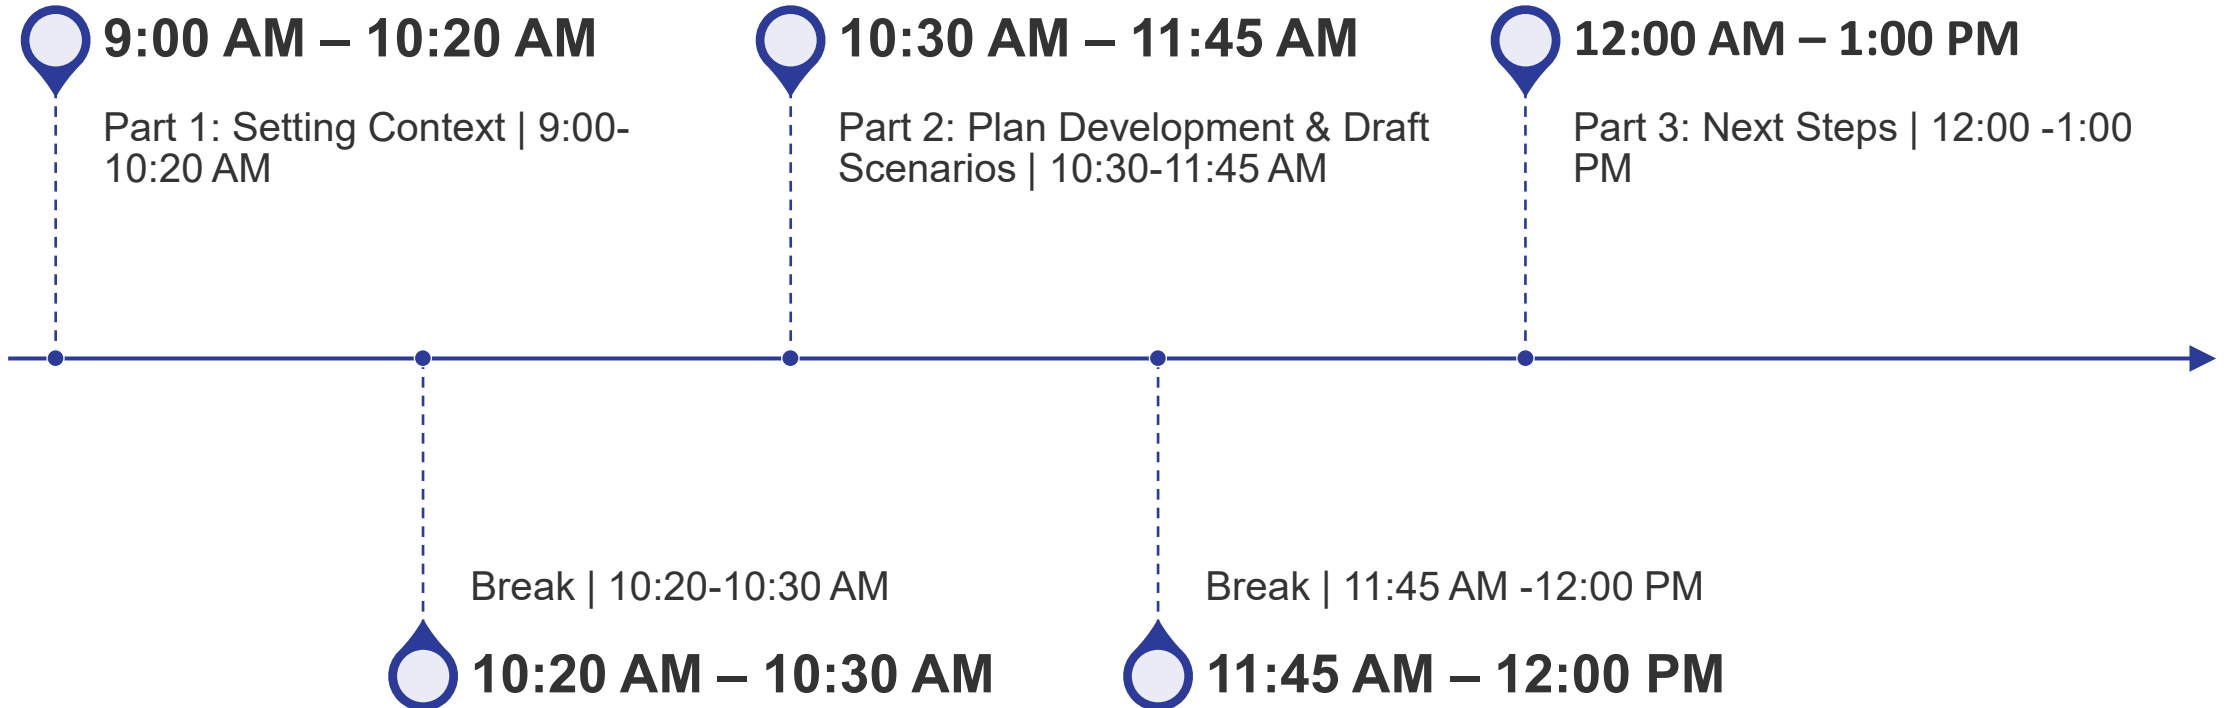 9:00 AM – 10:20 AM
Part 1: Setting Context | 9:00-
10:20 AM
Break | 10:20-10:30 AM
10:20 AM – 10:30 AM
10:30 AM – 11:45 AM
Part 2: Plan Development & Draft
Scenarios | 10:30-11:45 AM
Break | 11:45 AM -12:00 PM
11:45 AM – 12:00 PM
12:00 AM – 1:00 PM
Part 3: Next Steps | 12:00 -1:00
PM